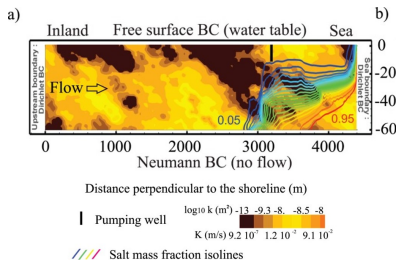 a)
b)
Inland Free surface BC (water table) Sea
Upstream boundary :
Dirichlet BC
Flow
0.05
0.95
Sea boundary :
Dirichlet BC
0
-20
-40
-60
0 1000 2000 3000 4000
Neumann BC (no flow)
Distance perpendicular to the shoreline (m)
Pumping well
log10 k (m²) -13 -9.3 -9. -8.5 -8
K (m/s) 9.2 10⁻⁷ 1.2 10⁻² 9.1 10⁻²
Salt mass fraction isolines